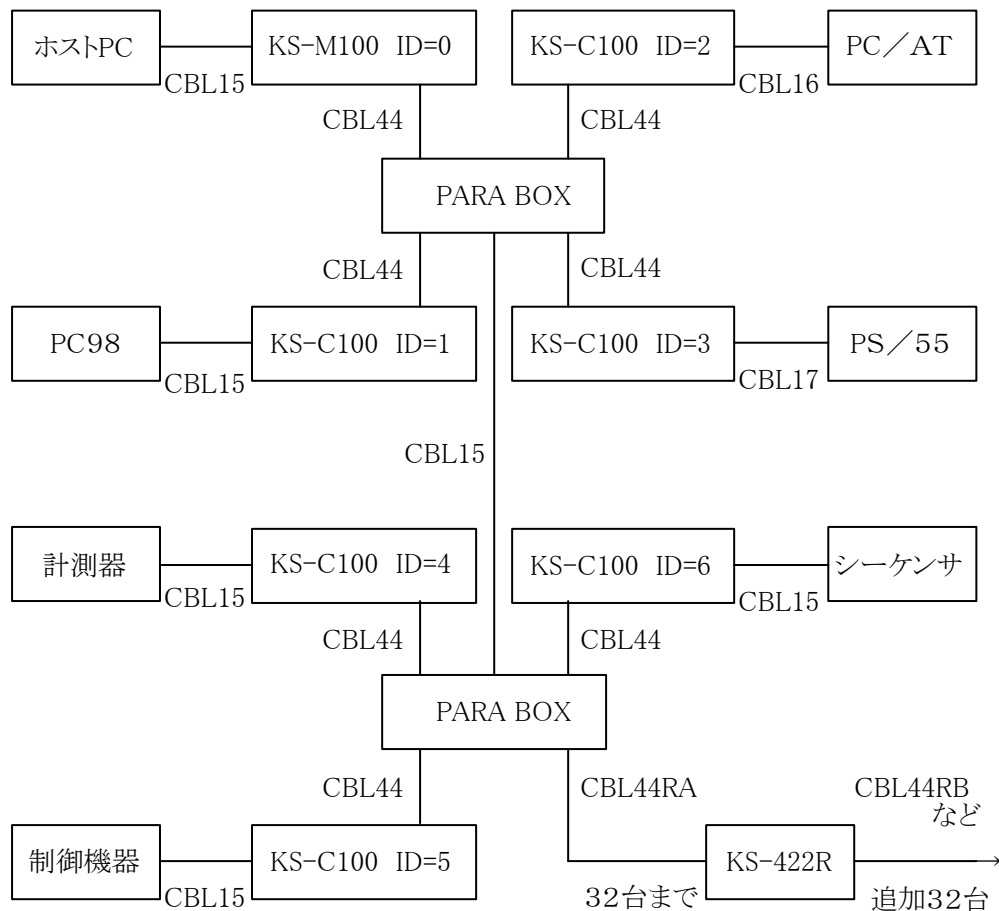 ホストPC
KS-M100 ID=0
KS-C100 ID=2
PC／AT
CBL15
CBL16
CBL44
CBL44
PARA BOX
CBL44
CBL44
PC98
KS-C100 ID=1
KS-C100 ID=3
PS／55
CBL15
CBL17
CBL15
計測器
KS-C100 ID=4
KS-C100 ID=6
シーケンサ
CBL15
CBL15
CBL44
CBL44
PARA BOX
CBL44
CBL44RA
CBL44RB
など
制御機器
KS-C100 ID=5
KS-422R
CBL15
32台まで
追加32台